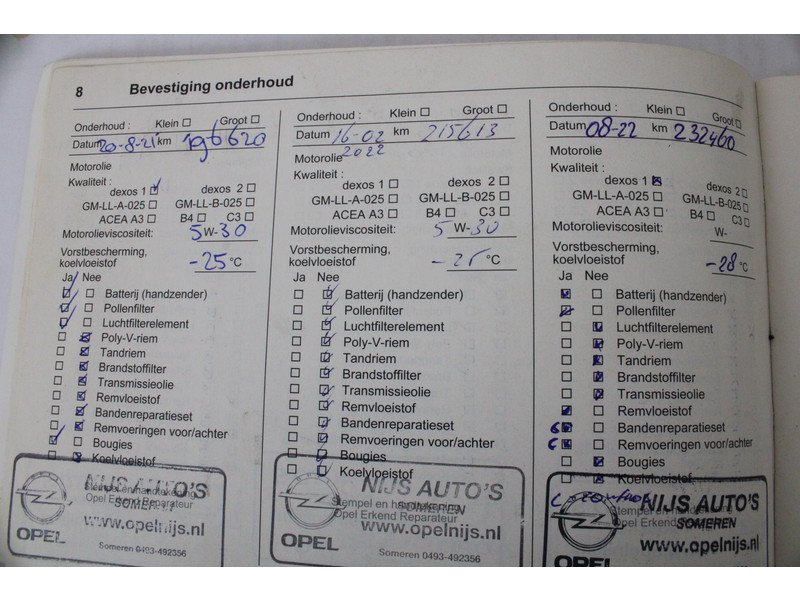 8 Bevestiging onderhoud
Onderhoud : Klein ☐ Groot ☐
Datum 20-8-21 km 196620
Motorolie
Kwaliteit :
dexos 1 ☑ dexos 2 ☐
GM-LL-A-025 ☐ GM-LL-B-025 ☐
ACEA A3 ☐ B4 ☐ C3 ☐
Motorolieviscositeit: 5 W-30
Vorstbescherming,
koelvloeistof -25 °C
Ja Nee
Batterij (handzender)
Pollenfilter
Luchtfilterelement
Poly-V-riem
Tandriem
Brandstoffilter
Transmissieolie
Remvloeistof
Bandenreparatieset
Remvoeringen voor/achter
Bougies
Koelvloeistof
NIJS AUTO'S
Stempel en handtekening
SOMEREN
Opel Erkend Reparateur
www.opelnijs.nl
OPEL
Someren 0493-492356
Onderhoud : Klein ☐ Groot ☐
Datum 16-02 km 215613
2022
Motorolie
Kwaliteit :
dexos 1 ☐ dexos 2 ☐
GM-LL-A-025 ☐ GM-LL-B-025 ☐
ACEA A3 ☐ B4 ☐ C3 ☐
Motorolieviscositeit: 5 W-30
Vorstbescherming,
koelvloeistof °C
Ja Nee
Batterij (handzender)
Pollenfilter
Luchtfilterelement
Poly-V-riem
Tandriem
Brandstoffilter
Transmissieolie
Remvloeistof
Bandenreparatieset
Remvoeringen voor/achter
Bougies
Koelvloeistof
NIJS AUTO'S
Stempel en handtekening
SOMEREN
Opel Erkend Reparateur
www.opelnijs.nl
OPEL
Someren 0493-492356
Onderhoud : Klein ☐ Groot ☐
Datum 08-22 km 232460
Motorolie
Kwaliteit :
dexos 1 ☒ dexos 2 ☐
GM-LL-A-025 ☐ GM-LL-B-025 ☐
ACEA A3 ☐ B4 ☐ C3 ☐
Motorolieviscositeit: W-
Vorstbescherming,
koelvloeistof -28 °C
Ja Nee
Batterij (handzender)
Pollenfilter
Luchtfilterelement
Poly-V-riem
Tandriem
Brandstoffilter
Transmissieolie
Remvloeistof
Bandenreparatieset
Remvoeringen voor/achter
Bougies
Koelvloeistof
NIJS AUTO'S
SOMEREN
www.opelnijs.nl
OPEL
Someren 0493-492356